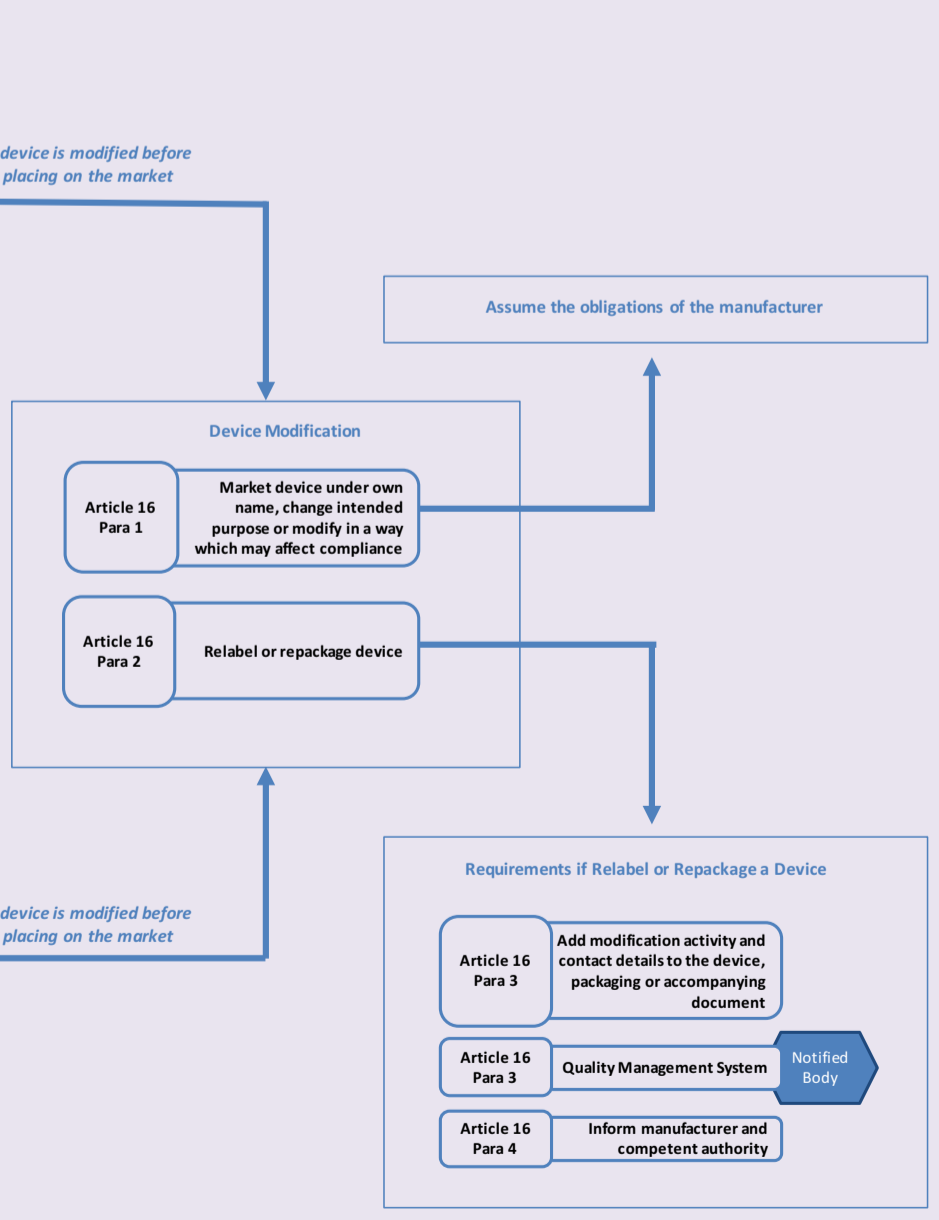 device is modified before
placing on the market
Assume the obligations of the manufacturer
Device Modification
Article 16
Para 1
Market device under own
name, change intended
purpose or modify in a way
which may affect compliance
Article 16
Para 2
Relabel or repackage device
device is modified before
placing on the market
Requirements if Relabel or Repackage a Device
Article 16
Para 3
Add modification activity and
contact details to the device,
packaging or accompanying
document
Article 16
Para 3
Quality Management System
Notified
Body
Article 16
Para 4
Inform manufacturer and
competent authority